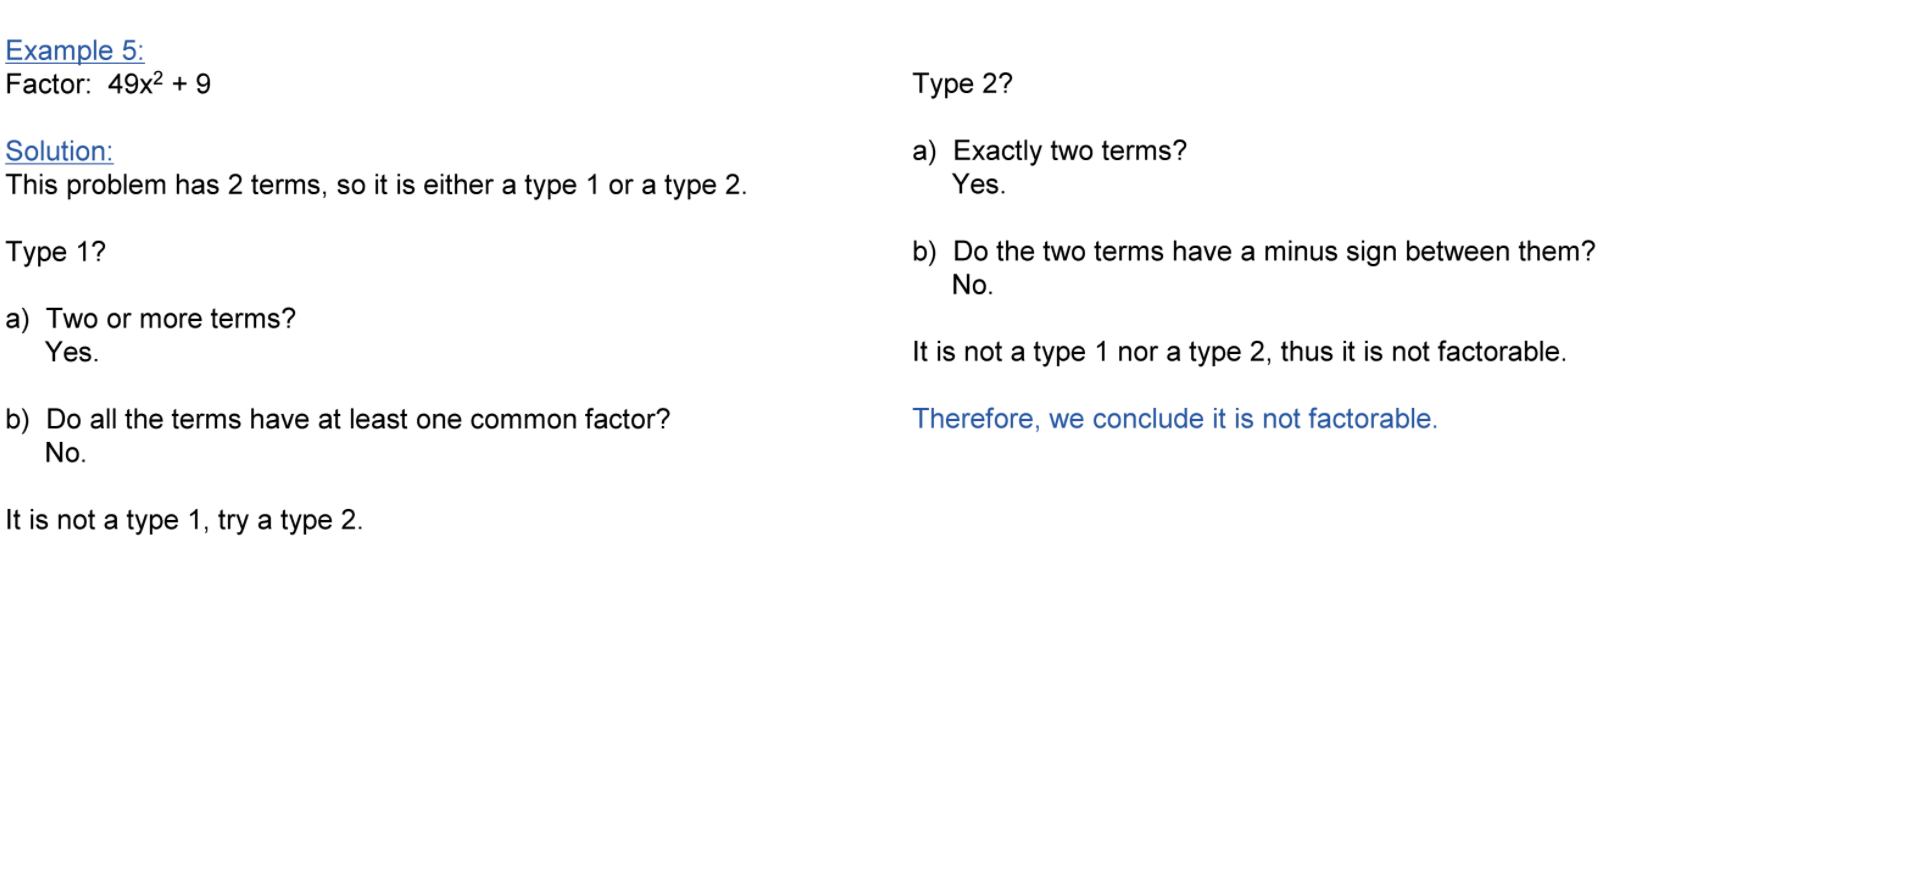 Example 5:
Factor:  49x² + 9
Solution:
This problem has 2 terms, so it is either a type 1 or a type 2.
Type 1?
a)  Two or more terms?
Yes.
b)  Do all the terms have at least one common factor?
No.
It is not a type 1, try a type 2.
Type 2?
a)  Exactly two terms?
Yes.
b)  Do the two terms have a minus sign between them?
No.
It is not a type 1 nor a type 2, thus it is not factorable.
Therefore, we conclude it is not factorable.